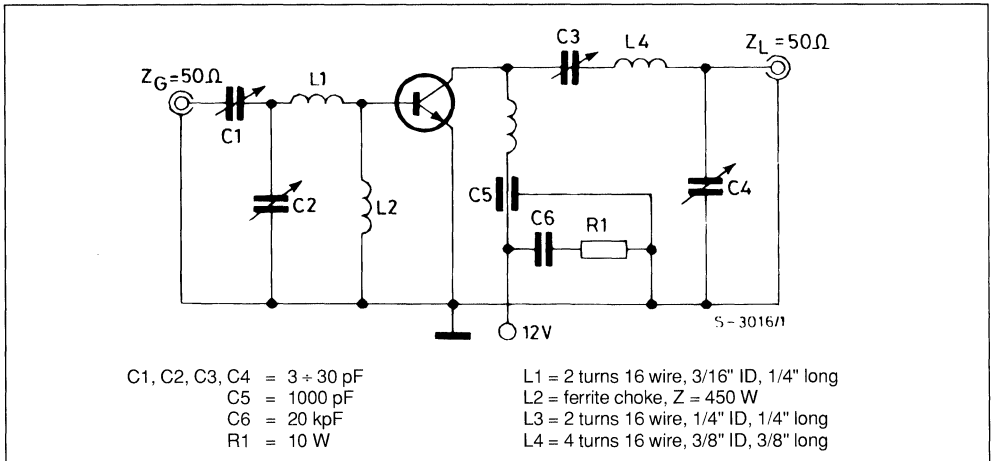 Z_G=50Ω
C1
C2
L1
L2
C3
L4
Z_L=50Ω
C5
C6
R1
C4
12V
S-3016/1
C1, C2, C3, C4 = 3 ÷ 30 pF
C5 = 1000 pF
C6 = 20 kpF
R1 = 10 W
L1 = 2 turns 16 wire, 3/16" ID, 1/4" long
L2 = ferrite choke, Z = 450 W
L3 = 2 turns 16 wire, 1/4" ID, 1/4" long
L4 = 4 turns 16 wire, 3/8" ID, 3/8" long